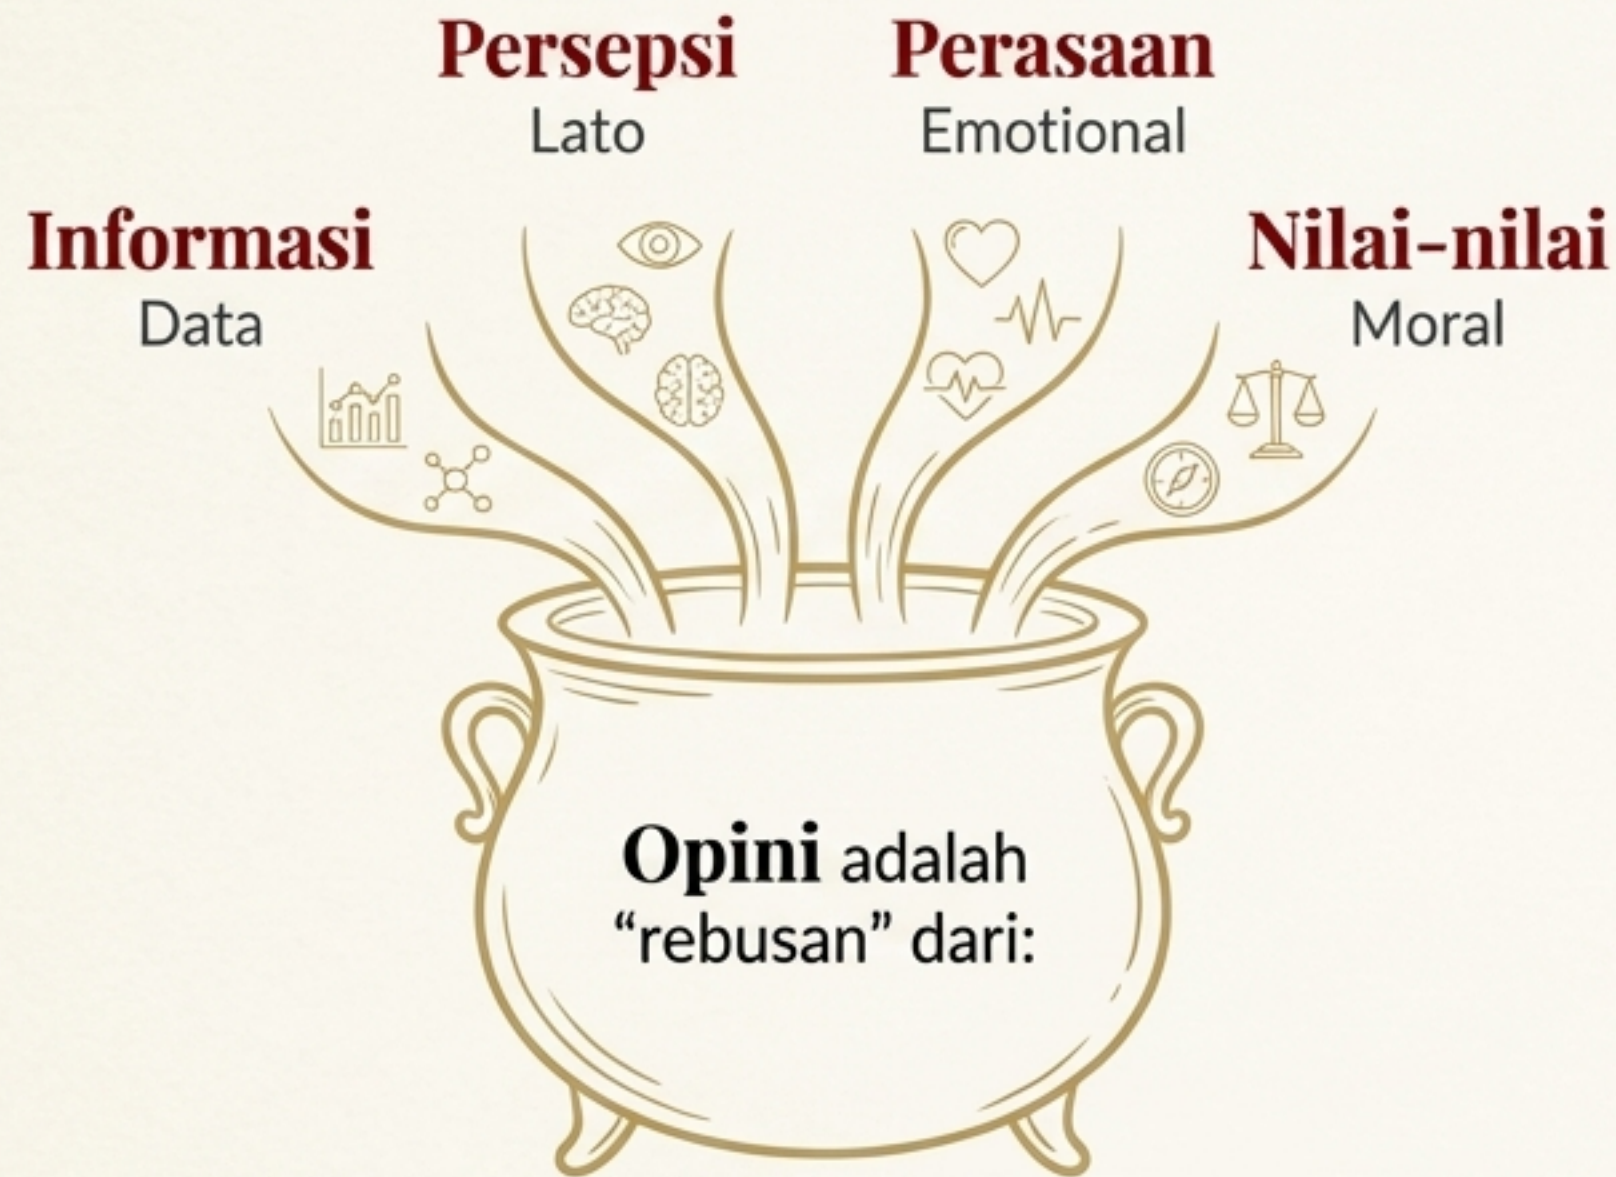 Persepsi
Lato
Perasaan
Emotional
Informasi
Data
Nilai-nilai
Moral
Opini adalah
“rebusan” dari: